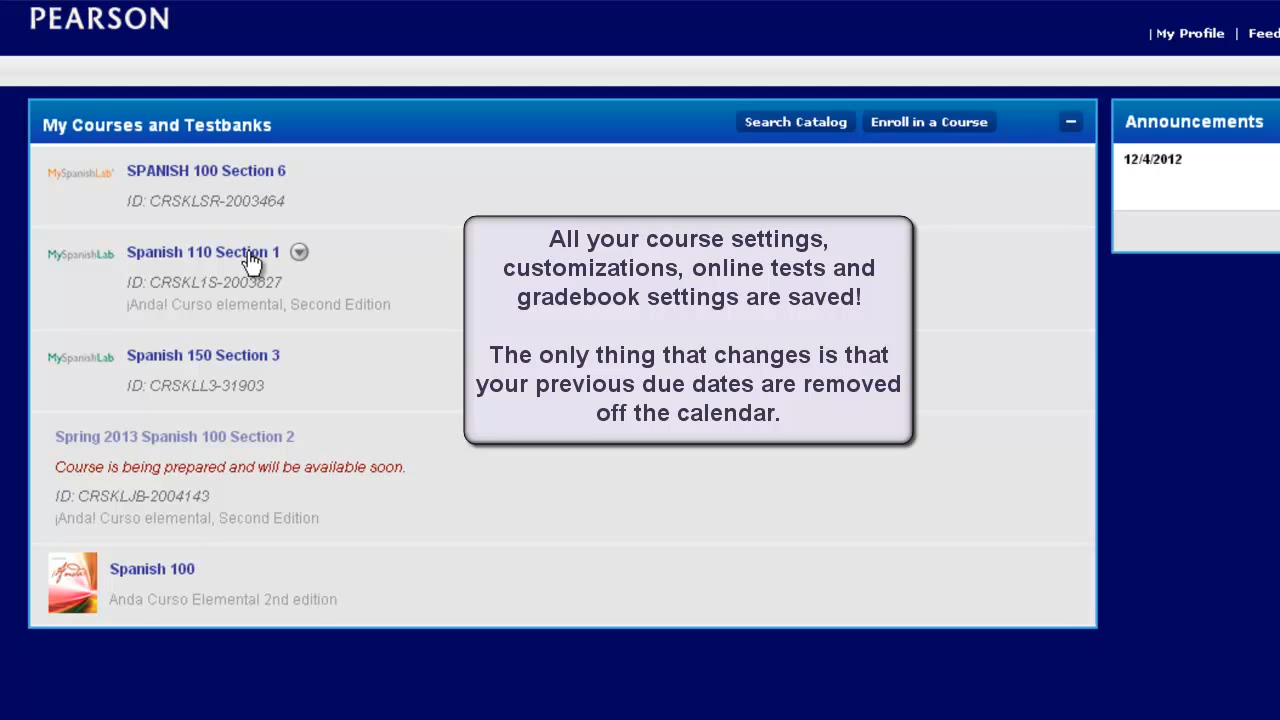 PEARSON
| My Profile | Feed
My Courses and Testbanks
Search Catalog
Enroll in a Course
Announcements
12/4/2012
MySpanishLab
SPANISH 100 Section 6
ID: CRSKLSR-2003464
MySpanishLab
Spanish 110 Section 1
ID: CRSKL1S-2003827
¡Anda! Curso elemental, Second Edition
MySpanishLab
Spanish 150 Section 3
ID: CRSKLL3-31903
Spring 2013 Spanish 100 Section 2
Course is being prepared and will be available soon.
ID: CRSKLJB-2004143
¡Anda! Curso elemental, Second Edition
Spanish 100
Anda Curso Elemental 2nd edition
All your course settings,
customizations, online tests and
gradebook settings are saved!
The only thing that changes is that
your previous due dates are removed
off the calendar.